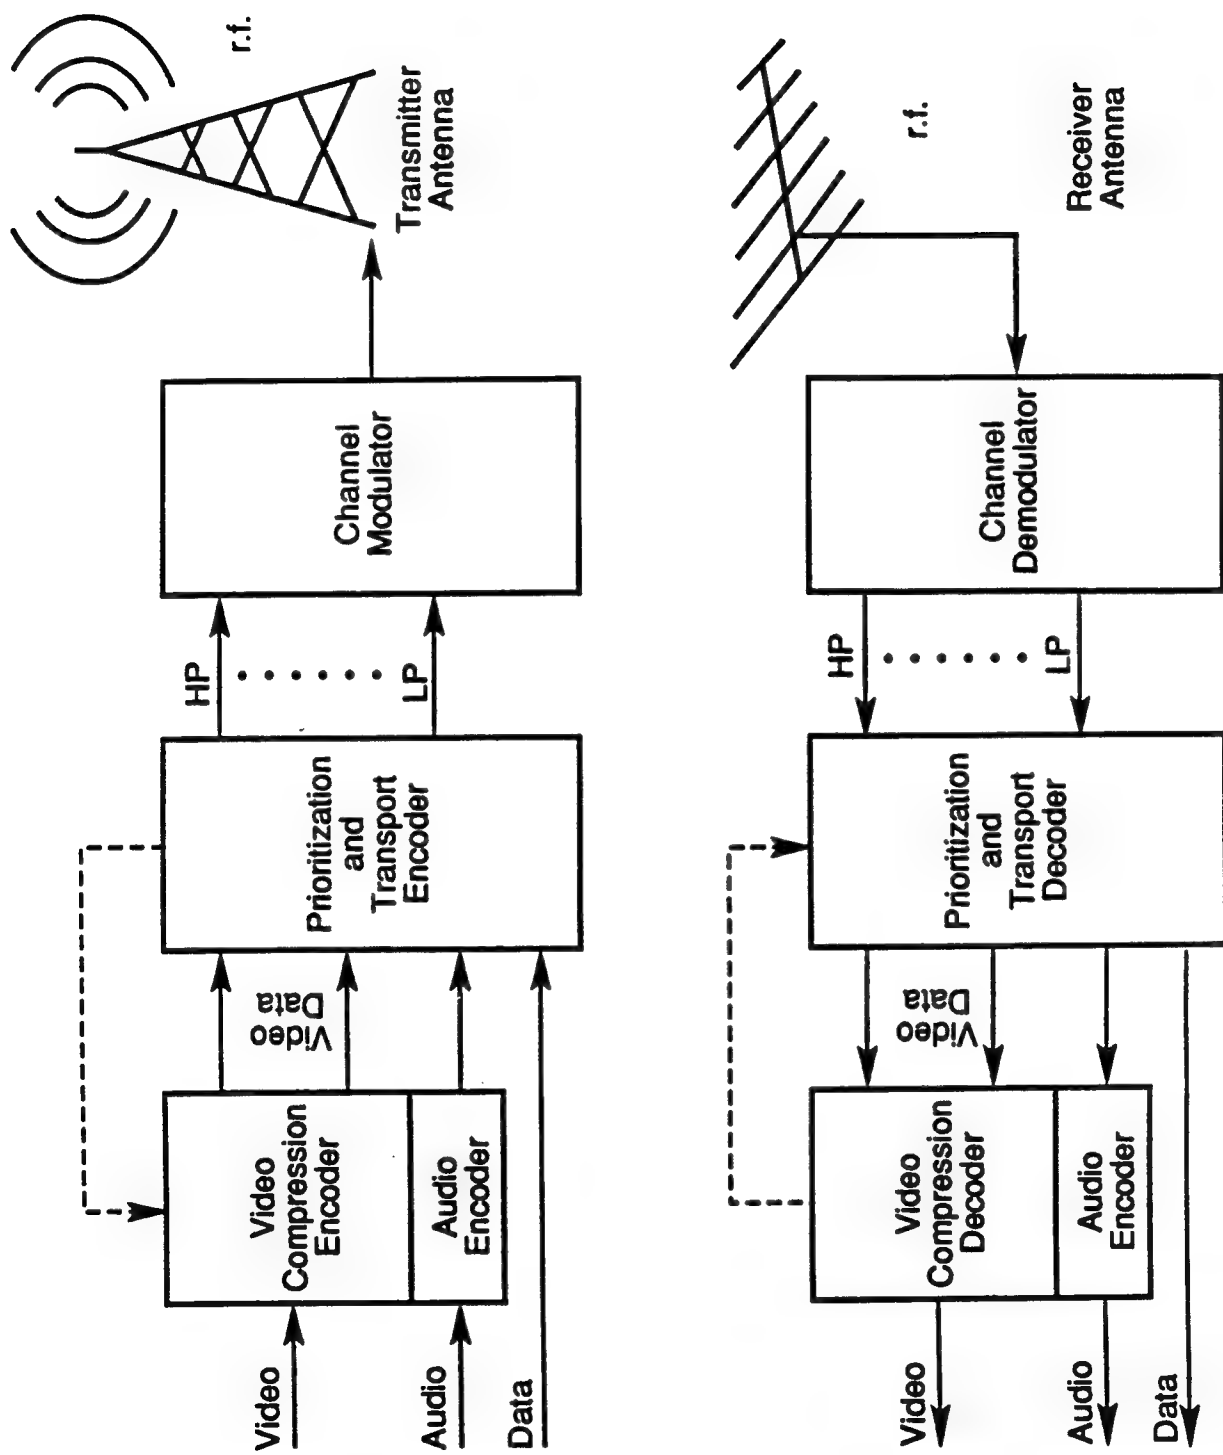 Video
Audio
Data
Video
Compression
Encoder
Audio
Encoder
Video
Data
Prioritization
and
Transport
Encoder
HP
LP
Channel
Modulator
Transmitter
Antenna
r.f.
Video
Audio
Data
Video
Compression
Decoder
Audio
Encoder
Video
Data
Prioritization
and
Transport
Decoder
HP
LP
Channel
Demodulator
Receiver
Antenna
r.f.